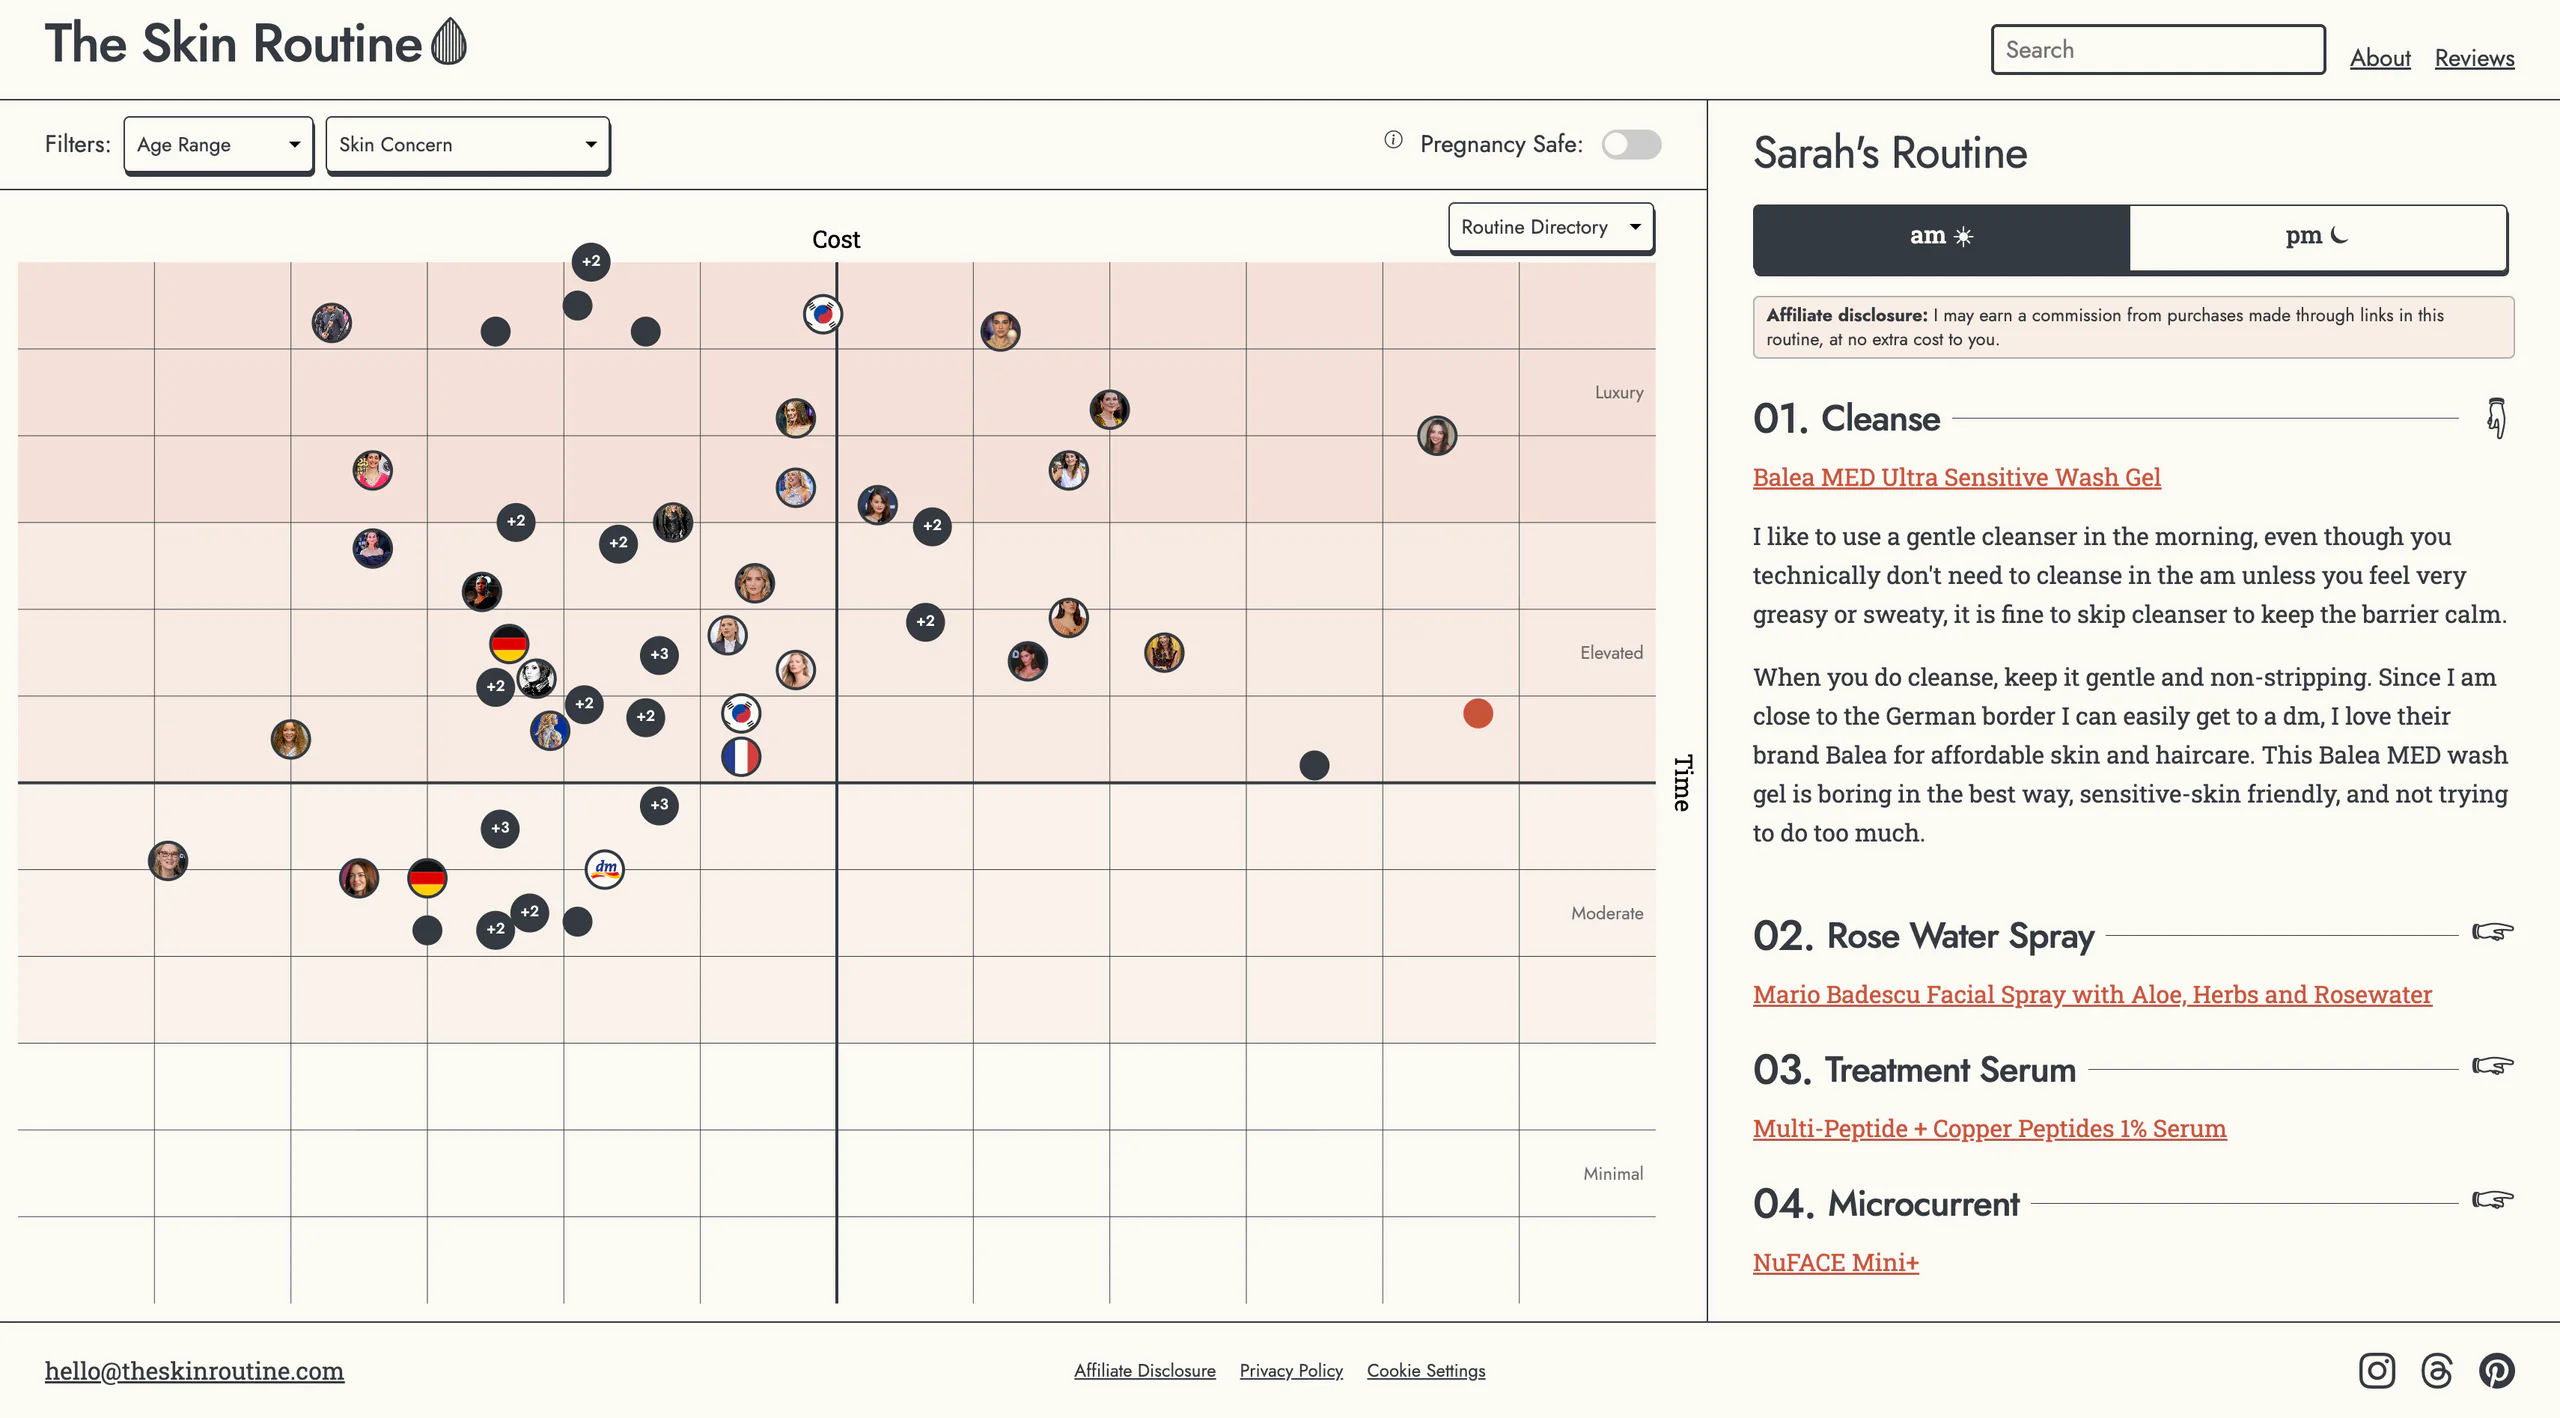 The Skin Routine
Search
About
Reviews
Filters:
Age Range
Skin Concern
Pregnancy Safe:
Routine Directory
Cost
+2
Luxury
+2
+2
+2
+2
+3
Elevated
+2
+2
+2
Time
+3
+3
dm
+2
+2
Moderate
Minimal
Sarah's Routine
am
pm
Affiliate disclosure: I may earn a commission from purchases made through links in this
routine, at no extra cost to you.
01. Cleanse
Balea MED Ultra Sensitive Wash Gel
I like to use a gentle cleanser in the morning, even though you
technically don't need to cleanse in the am unless you feel very
greasy or sweaty, it is fine to skip cleanser to keep the barrier calm.
When you do cleanse, keep it gentle and non-stripping. Since I am
close to the German border I can easily get to a dm, I love their
brand Balea for affordable skin and haircare. This Balea MED wash
gel is boring in the best way, sensitive-skin friendly, and not trying
to do too much.
02. Rose Water Spray
Mario Badescu Facial Spray with Aloe, Herbs and Rosewater
03. Treatment Serum
Multi-Peptide + Copper Peptides 1% Serum
04. Microcurrent
NuFACE Mini+
hello@theskinroutine.com
Affiliate Disclosure
Privacy Policy
Cookie Settings